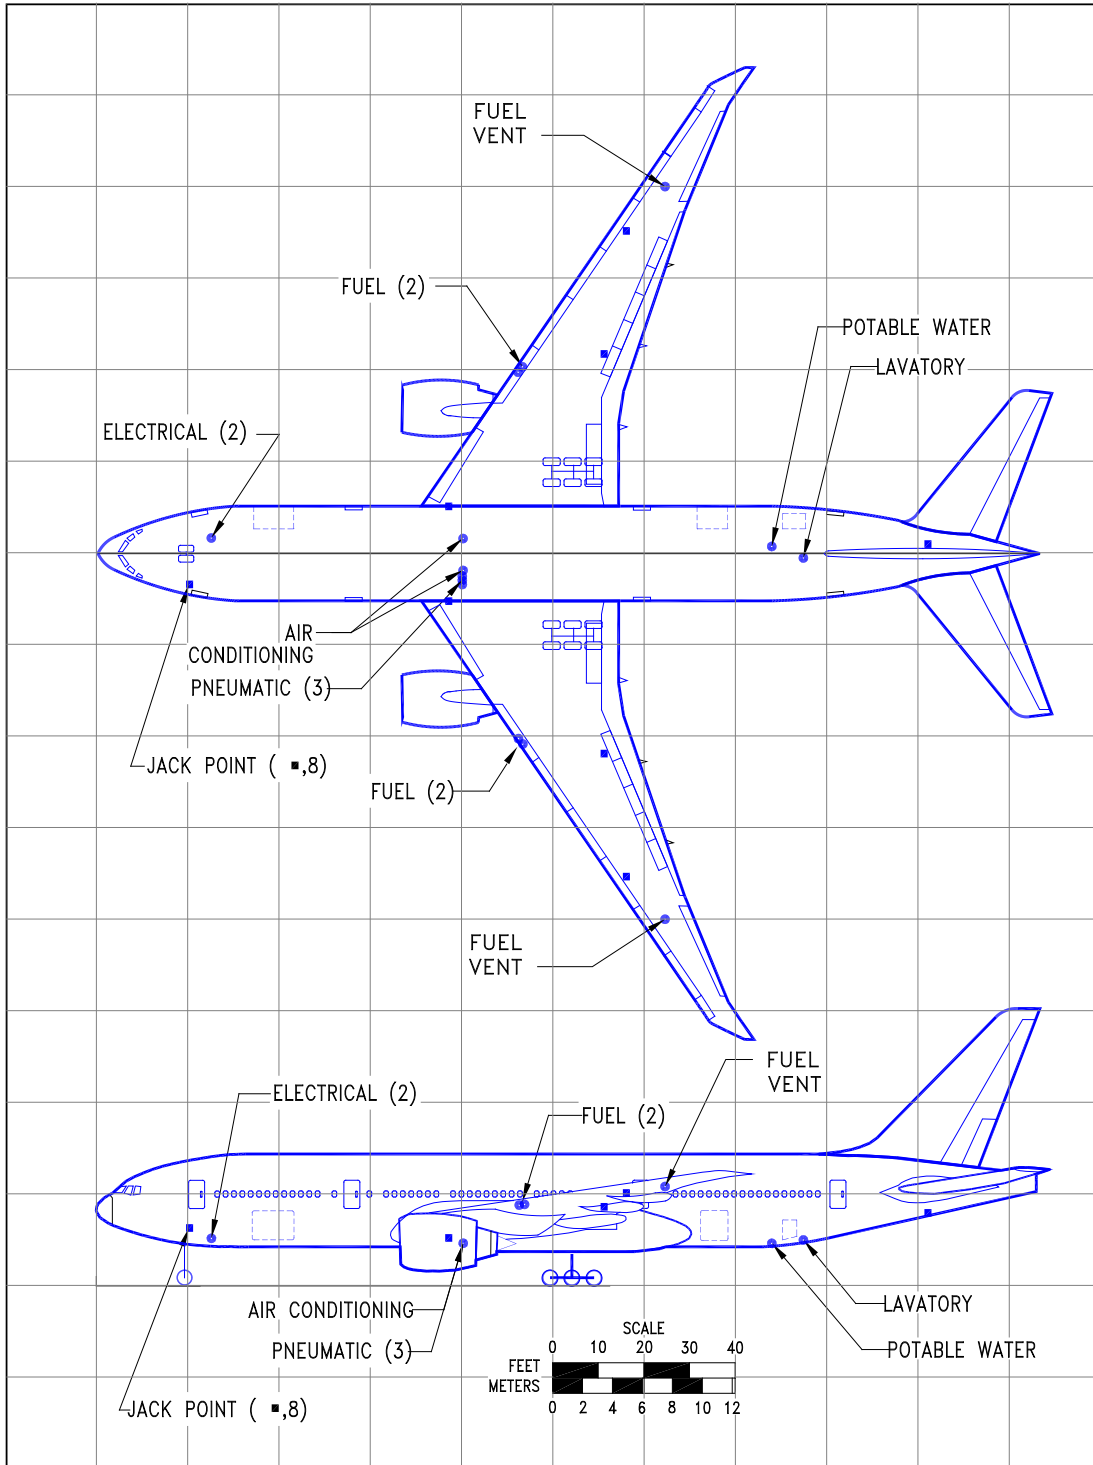 FUEL
VENT
FUEL (2)
POTABLE WATER
LAVATORY
ELECTRICAL (2)
AIR
CONDITIONING
PNEUMATIC (3)
JACK POINT ( ▪,8)
FUEL (2)
FUEL
VENT
FUEL
VENT
ELECTRICAL (2)
FUEL (2)
AIR CONDITIONING
LAVATORY
SCALE
PNEUMATIC (3)
POTABLE WATER
0 10 20 30 40
FEET
METERS
0 2 4 6 8 10 12
JACK POINT ( ▪,8)